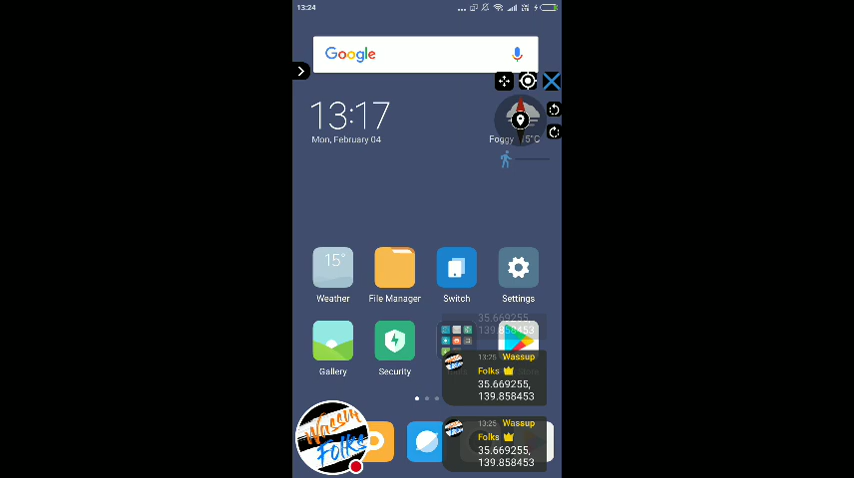 13:24
Google
13:17
Mon, February 04
Foggy 15°C
15°
Weather
File Manager
Switch
Settings
Gallery
Security
35.669255,
139.858453
13:25 Wassup
Folks
35.669255,
139.858453
13:25 Wassup
Folks
35.669255,
139.858453
Wassup
Folks